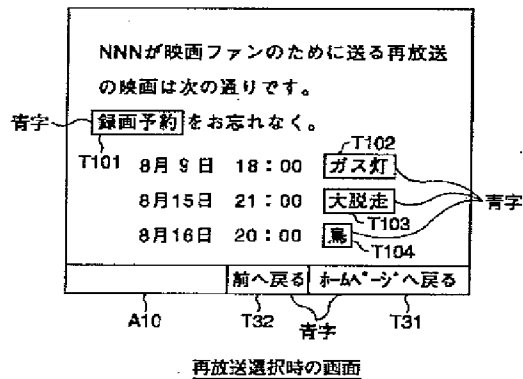 NNNが映画ファンのために送る再放送
の映画は次の通りです。
青字 録画予約をお忘れなく。
T101 T102
8月 9日 18:00 ガス灯
8月15日 21:00 大脱走 青字
T103
8月16日 20:00 鳥
T104
前へ戻る ホームページへ戻る
A10 T32 青字 T31
再放送選択時の画面